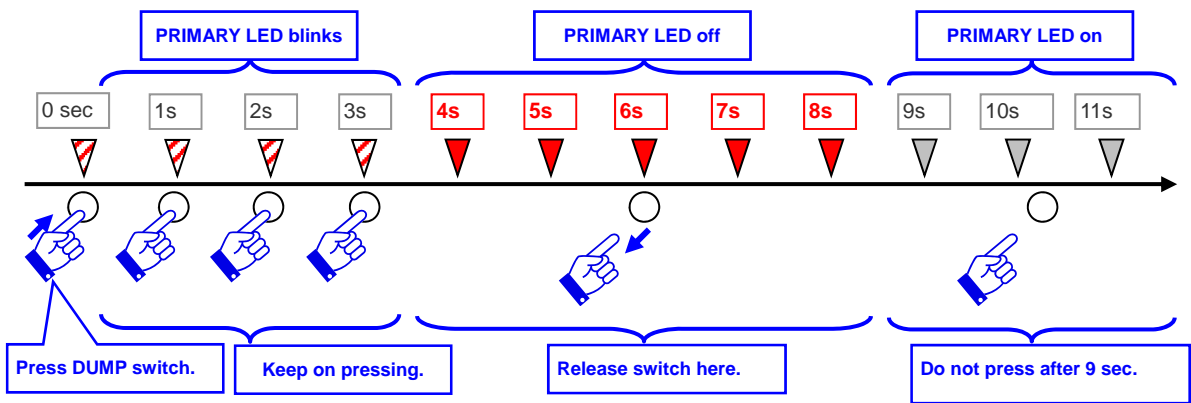 PRIMARY LED blinks
PRIMARY LED off
PRIMARY LED on
0 sec
1s
2s
3s
4s
5s
6s
7s
8s
9s
10s
11s
Press DUMP switch.
Keep on pressing.
Release switch here.
Do not press after 9 sec.